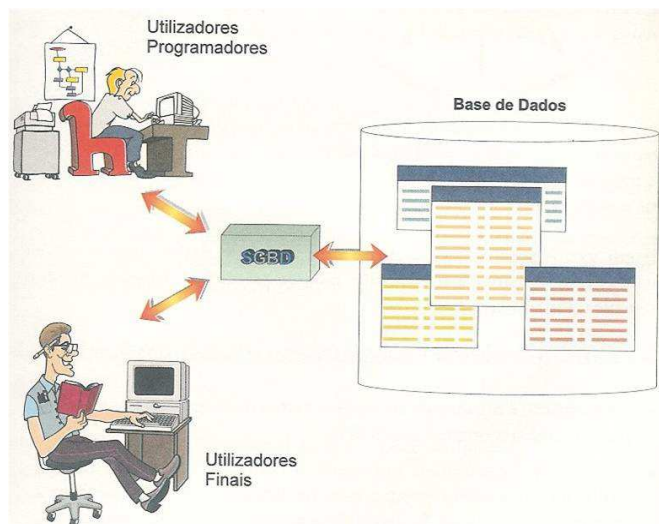 Utilizadores
Programadores
Base de Dados
SGBD
Utilizadores
Finais